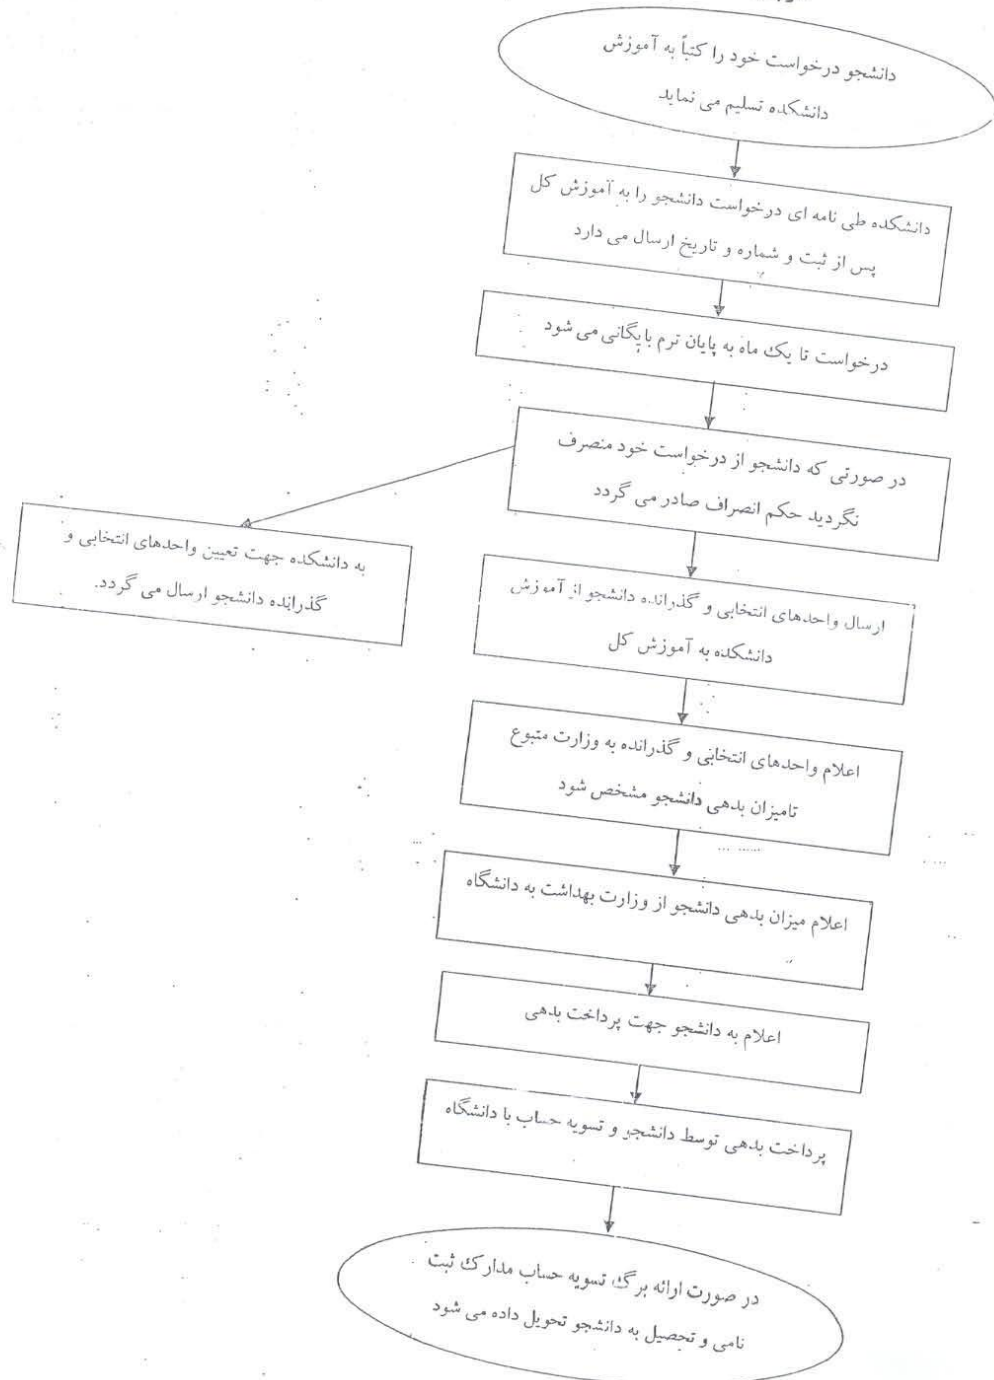 دانشجو درخواست خود را کتباً به آموزش
دانشکده تسلیم می نماید
دانشکده طی نامه ای درخواست دانشجو را به آموزش کل
پس از ثبت و شماره و تاریخ ارسال می دارد
درخواست تا یک ماه به پایان ترم بایگانی می شود
در صورتی که دانشجو از درخواست خود منصرف
نگردید حکم انصراف صادر می گردد
به دانشکده جهت تعیین واحدهای انتخابی و
گذرانده دانشجو ارسال می گردد.
ارسال واحدهای انتخابی و گذرانده دانشجو از آموزش
دانشکده به آموزش کل
اعلام واحدهای انتخابی و گذرانده به وزارت متبوع
تامیزان بدهی دانشجو مشخص شود
اعلام میزان بدهی دانشجو از وزارت بهداشت به دانشگاه
اعلام به دانشجو جهت پرداخت بدهی
پرداخت بدهی توسط دانشجو و تسویه حساب با دانشگاه
در صورت ارائه برگ تسویه حساب مدارک ثبت
نامی و تحصیل به دانشجو تحویل داده می شود